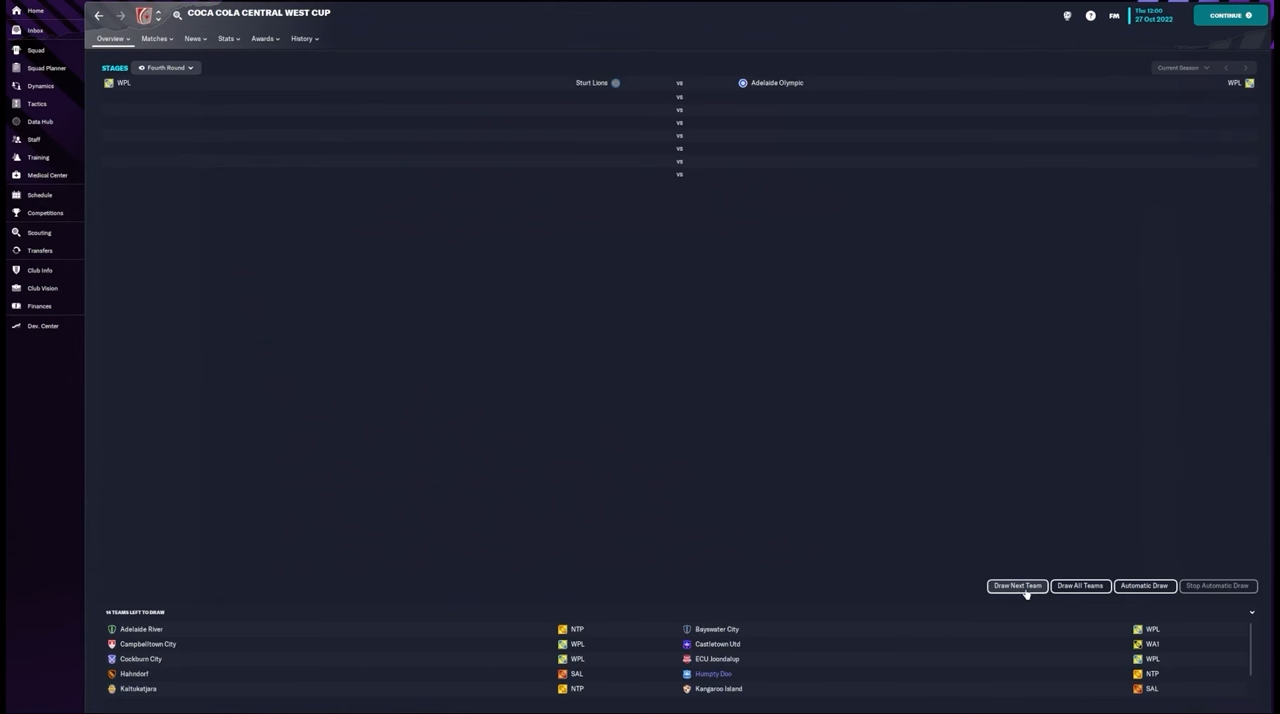 Home
COCA COLA CENTRAL WEST CUP
FM
Thu 12:00
27 Oct 2022
CONTINUE
Inbox
Overview Matches News Stats Awards History
Squad
Squad Planner
STAGES Fourth Round Current Season
Dynamics
WPL Sturt Lions vs Adelaide Olympic WPL
vs
Tactics
vs
Data Hub
vs
Staff
vs
vs
Training
vs
Medical Center
vs
Schedule
Competitions
Scouting
Transfers
Club Info
Club Vision
Finances
Dev. Center
Draw Next Team Draw All Teams Automatic Draw Stop Automatic Draw
14 TEAMS LEFT TO DRAW
Adelaide River NTP Bayswater City WPL
Campbelltown City WPL Castletown Utd WA1
Cockburn City WPL ECU Joondalup WPL
Hahndorf SAL Humpty Doo NTP
Kaltukatjara NTP Kangaroo Island SAL